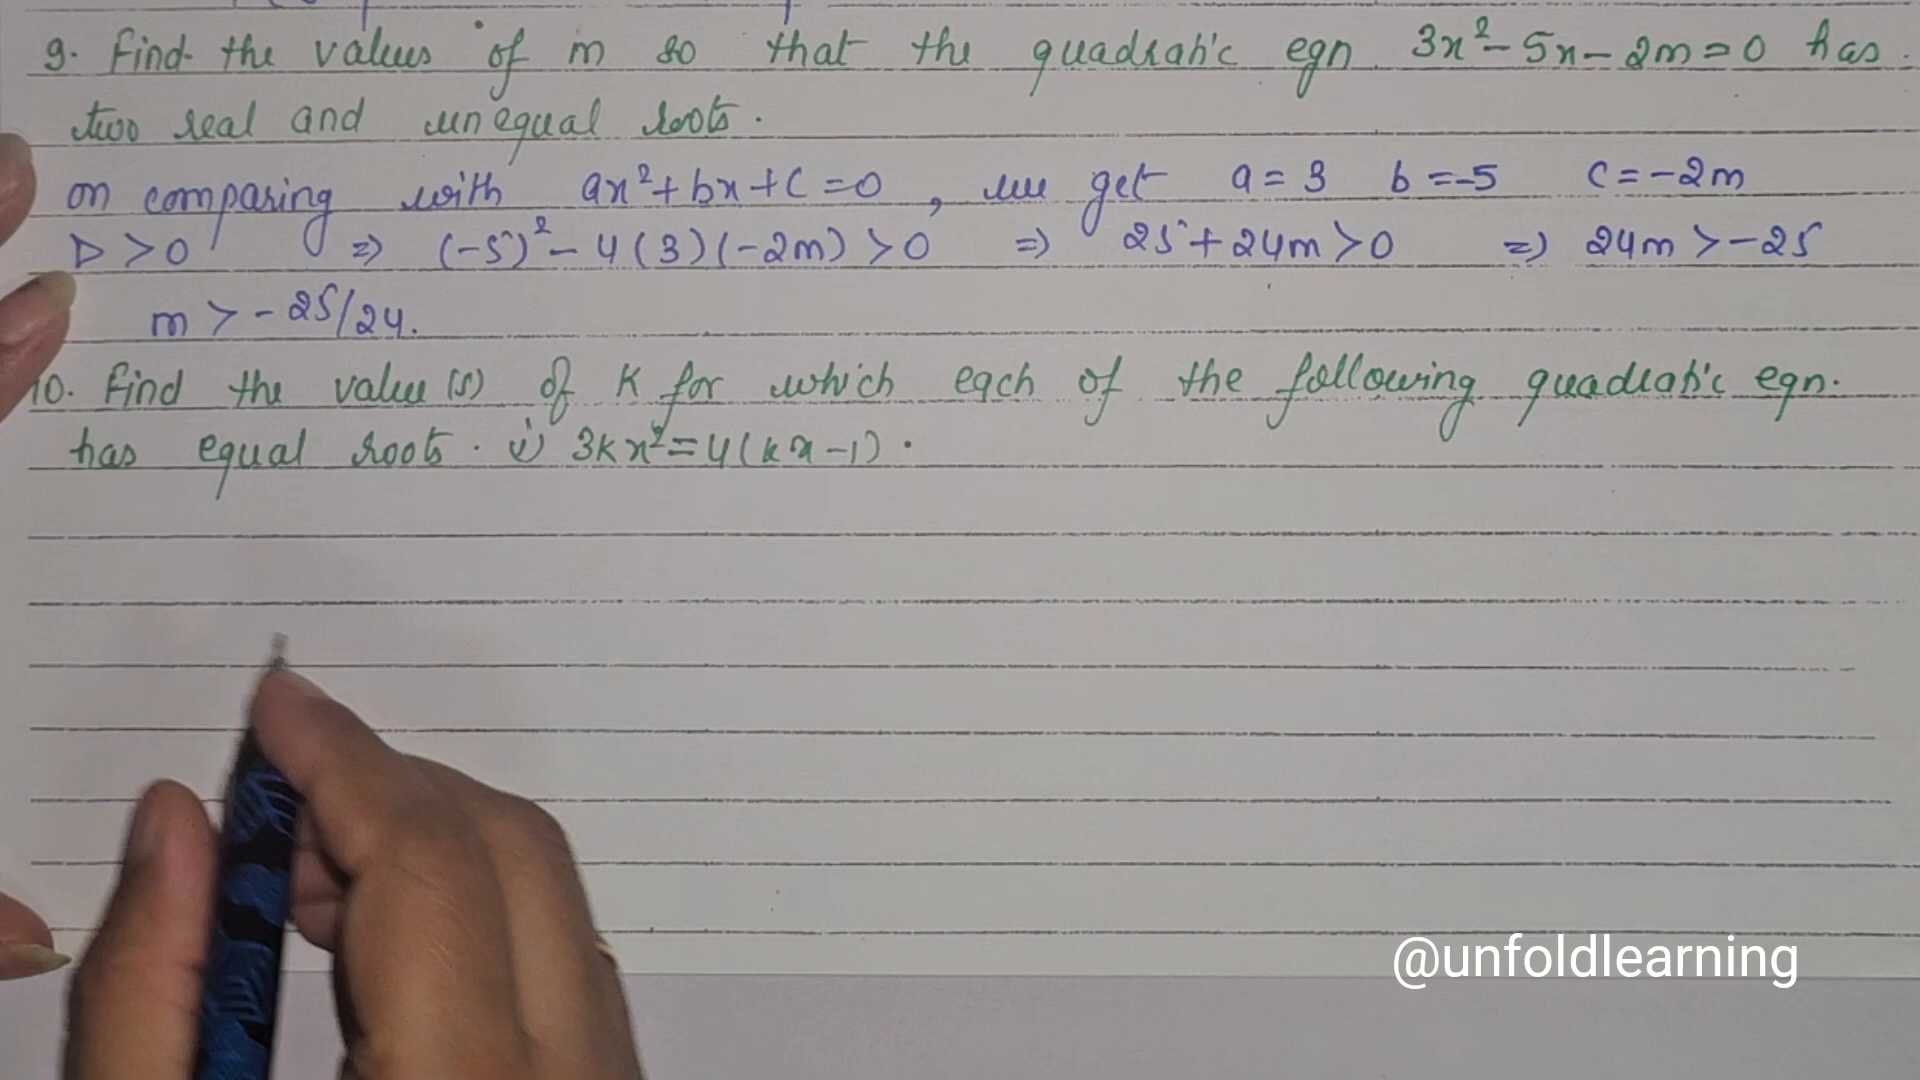 9. Find the values of m so that the quadratic eqn 3x²-5x-2m=0 has.
two real and unequal roots.
on comparing with ax²+bx+c=0, we get a=3 b=-5 c=-2m
D>0 => (-5)²-4(3)(-2m)>0 => 25+24m>0 => 24m>-25
m>-25/24.
10. Find the value(s) of K for which each of the following quadratic eqn.
has equal roots. i) 3kx²=4(kx-1).
@unfoldlearning